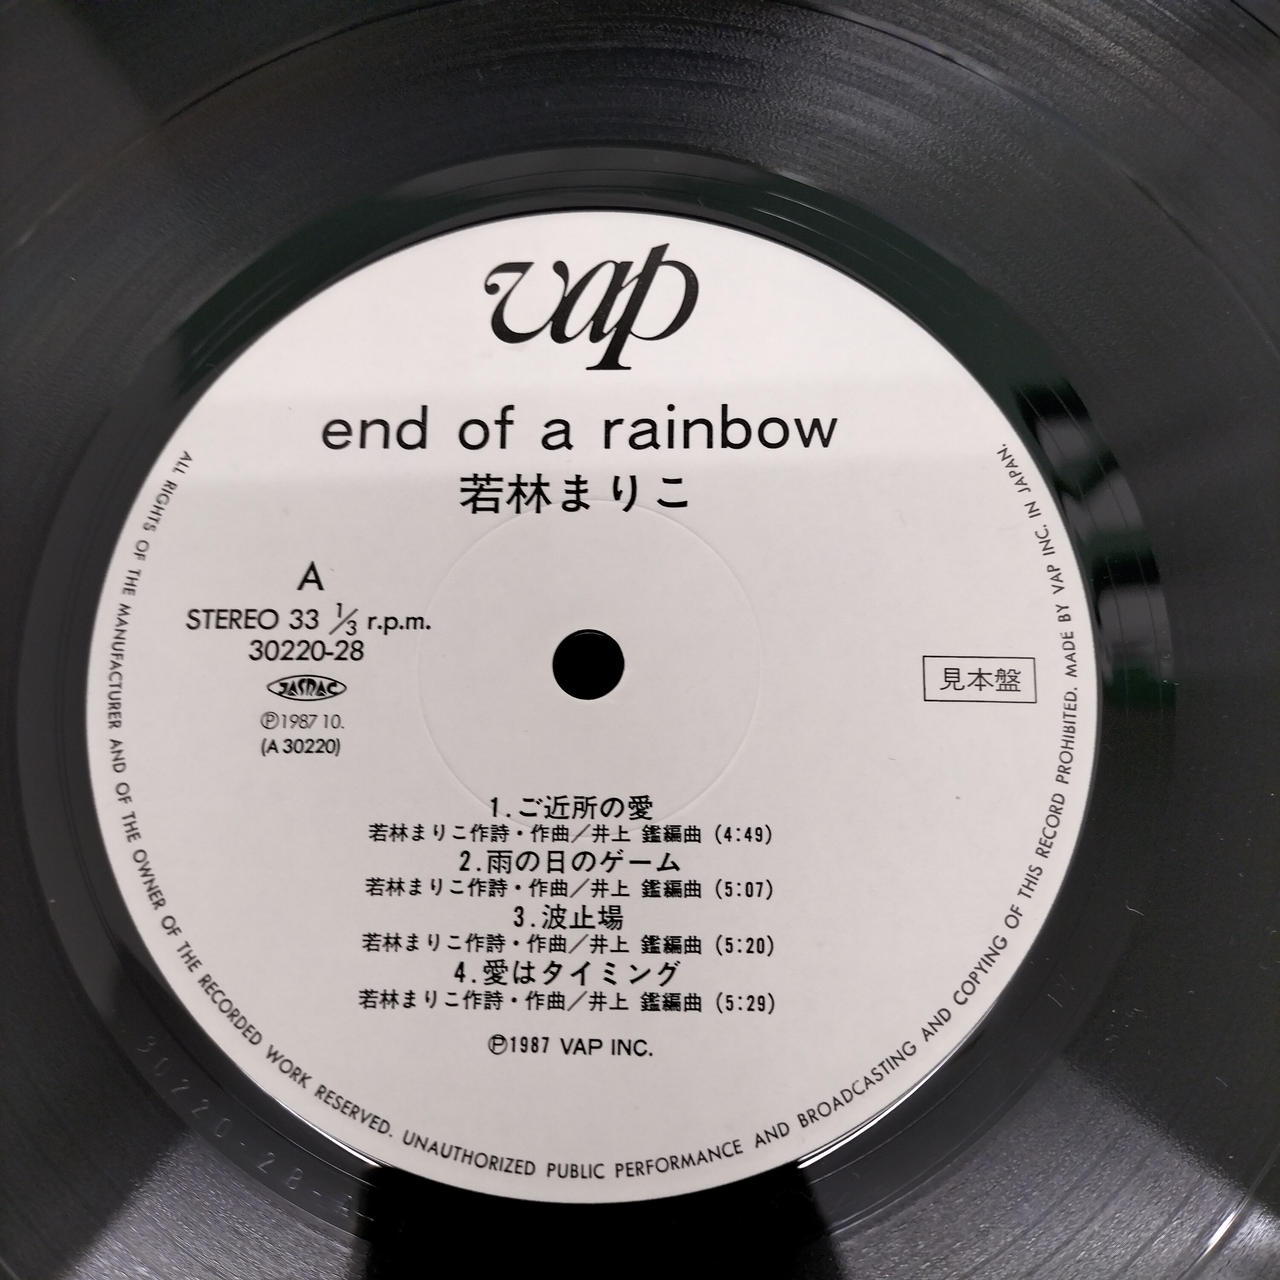 vap
end of a rainbow
若林まりこ
A
STEREO 33 1/3 r.p.m.
30220-28
JASRAC
Ⓟ1987 10.
(A 30220)
見本盤
1.ご近所の愛
若林まりこ作詩・作曲／井上 鑑編曲 (4:49)
2.雨の日のゲーム
若林まりこ作詩・作曲／井上 鑑編曲 (5:07)
3.波止場
若林まりこ作詩・作曲／井上 鑑編曲 (5:20)
4.愛はタイミング
若林まりこ作詩・作曲／井上 鑑編曲 (5:29)
Ⓟ1987 VAP INC.
ALL RIGHTS OF THE MANUFACTURER AND OF THE OWNER OF THE RECORDED WORK RESERVED. UNAUTHORIZED PUBLIC PERFORMANCE AND BROADCASTING AND COPYING OF THIS RECORD PROHIBITED. MADE BY VAP INC. IN JAPAN.
30220-28-A